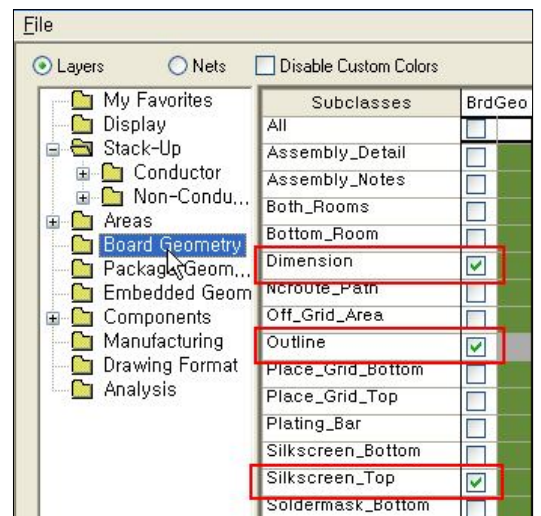 File
Layers Nets Disable Custom Colors
My Favorites
Display
Stack-Up
Conductor
Non-Condu...
Areas
Board Geometry
Package Geom...
Embedded Geom
Components
Manufacturing
Drawing Format
Analysis
Subclasses BrdGeo
All
Assembly_Detail
Assembly_Notes
Both_Rooms
Bottom_Room
Dimension
Ncroute_Path
Off_Grid_Area
Outline
Place_Grid_Bottom
Place_Grid_Top
Plating_Bar
Silkscreen_Bottom
Silkscreen_Top
Soldermask_Bottom